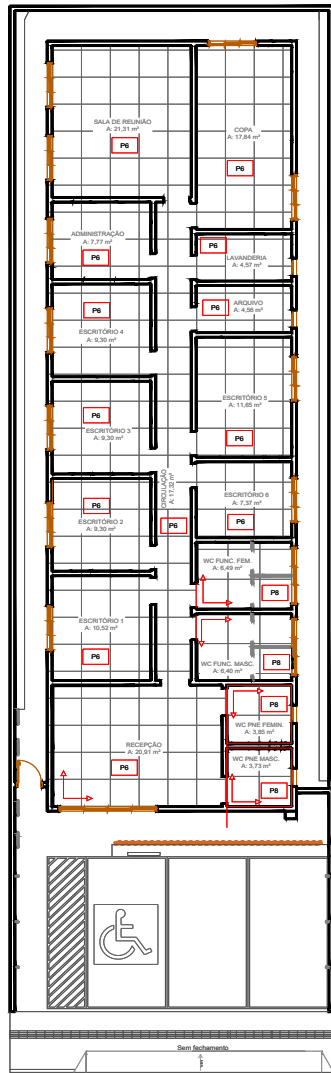 SALA DE REUNIÃO
A: 21,31 m²
P6
COPA
A: 17,84 m²
P6
ADMINISTRAÇÃO
A: 7,77 m²
P6
P6
LAVANDERIA
A: 4,57 m²
P6
ESCRITÓRIO 4
A: 9,30 m²
ARQUIVO
A: 4,56 m²
P6
P6
ESCRITÓRIO 3
A: 9,30 m²
ESCRITÓRIO 5
A: 11,65 m²
P6
P6
ESCRITÓRIO 2
A: 9,30 m²
CIRCULAÇÃO
A: 17,32 m²
P6
ESCRITÓRIO 6
A: 7,37 m²
P6
WC FUNC. FEM.
A: 6,49 m²
P8
ESCRITÓRIO 1
A: 10,52 m²
P6
P8
WC FUNC. MASC.
A: 6,40 m²
P8
WC PNE FEMIN.
A: 3,85 m²
RECEPÇÃO
A: 20,91 m²
P6
WC PNE MASC.
A: 3,73 m²
P8
Sem fechamento